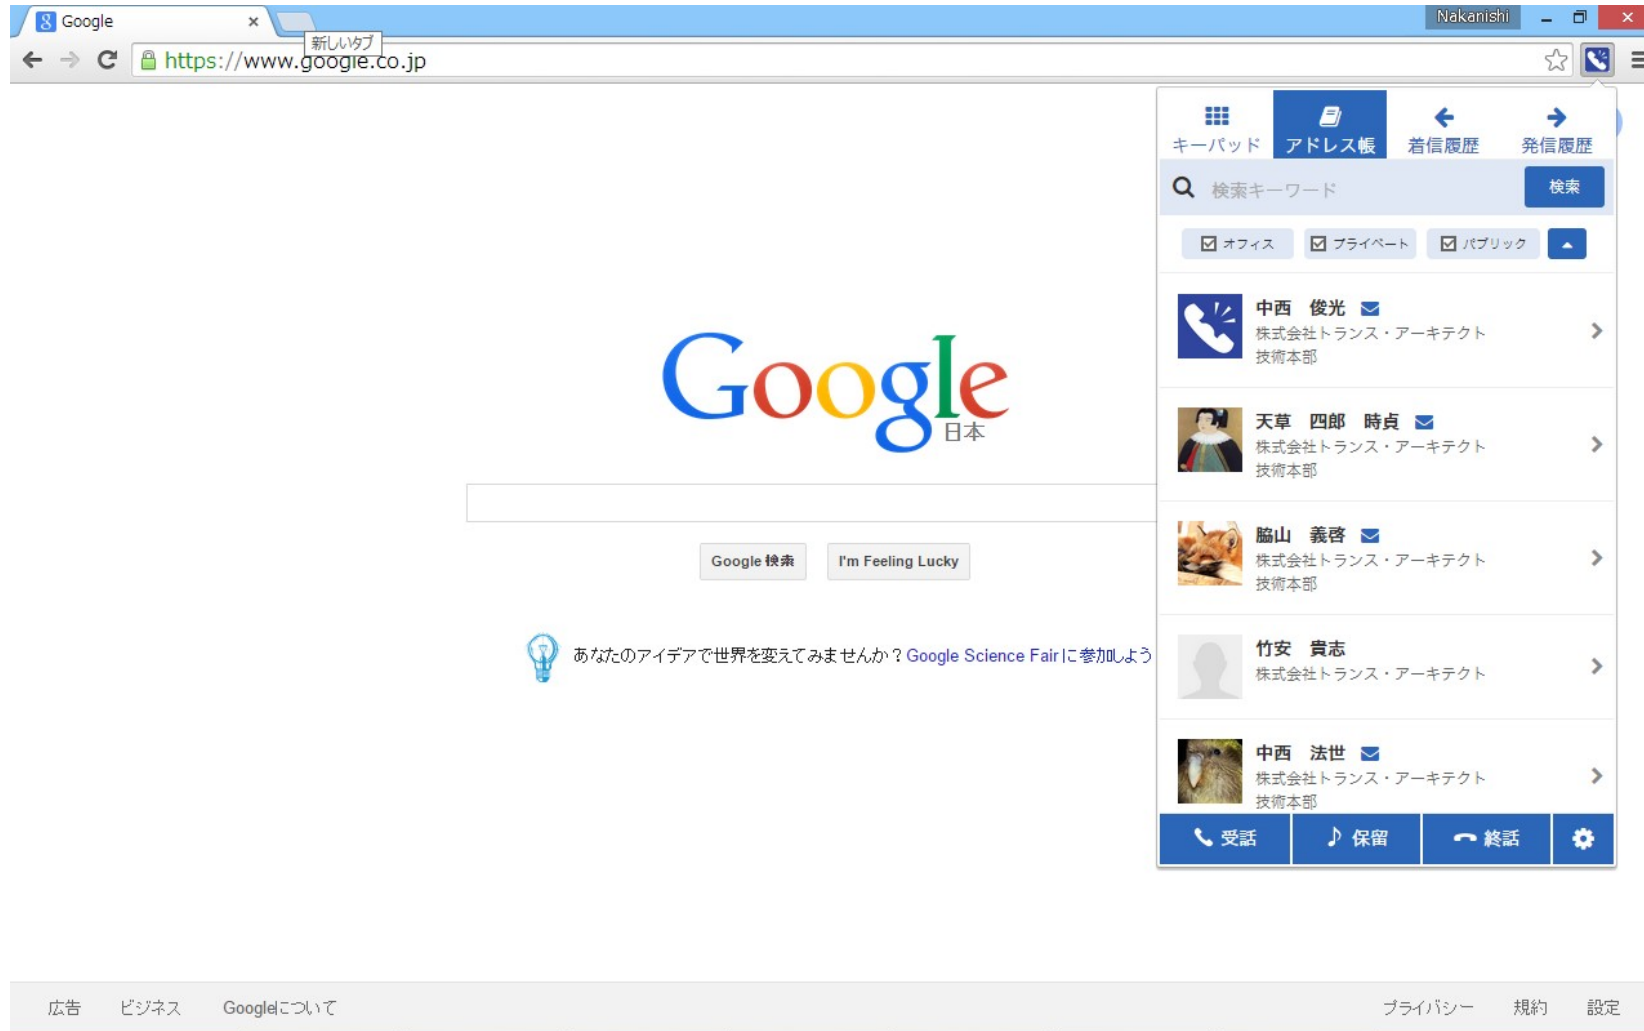 Google
新しいタブ
Nakanishi
https://www.google.co.jp
キーパッド
アドレス帳
着信履歴
発信履歴
検索キーワード
検索
オフィス
プライベート
パブリック
中西 俊光
株式会社トランス・アーキテクト
技術本部
天草 四郎 時貞
株式会社トランス・アーキテクト
技術本部
脇山 義啓
株式会社トランス・アーキテクト
技術本部
竹安 貴志
株式会社トランス・アーキテクト
中西 法世
株式会社トランス・アーキテクト
技術本部
受話
保留
終話
Google
日本
Google 検索
I'm Feeling Lucky
あなたのアイデアで世界を変えてみませんか？Google Science Fairに参加しよう
広告 ビジネス Googleについて
プライバシー 規約 設定